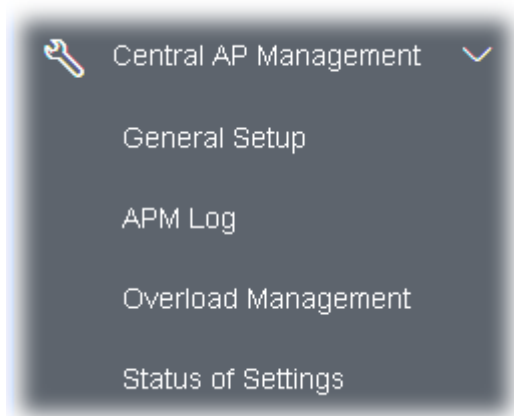 Central AP Management
General Setup
APM Log
Overload Management
Status of Settings